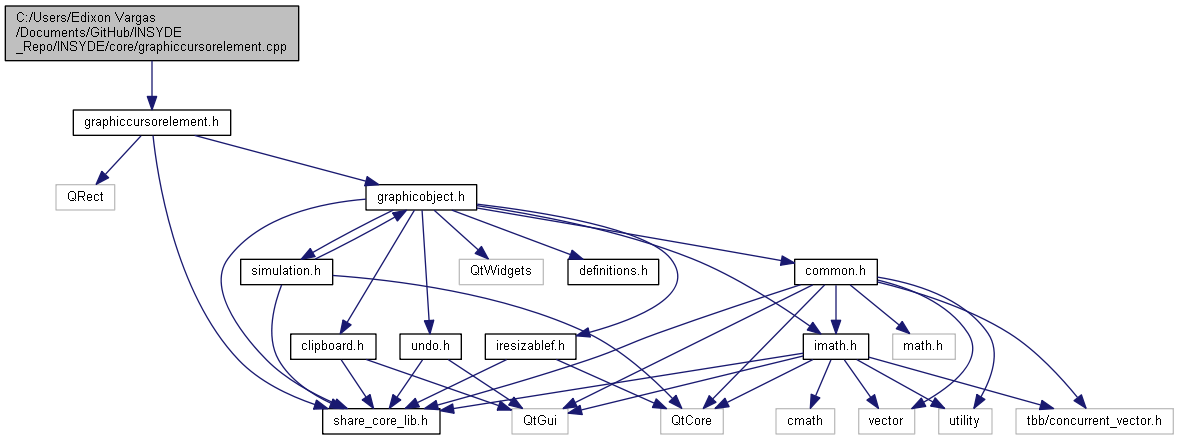 C:/Users/Edixon Vargas
/Documents/GitHub/INSYDE
_Repo/INSYDE/core/graphiccursorelement.cpp
graphiccursorelement.h
QRect
graphicobject.h
simulation.h
QtWidgets
definitions.h
common.h
clipboard.h
undo.h
iresizablef.h
imath.h
math.h
share_core_lib.h
QtGui
QtCore
cmath
vector
utility
tbb/concurrent_vector.h